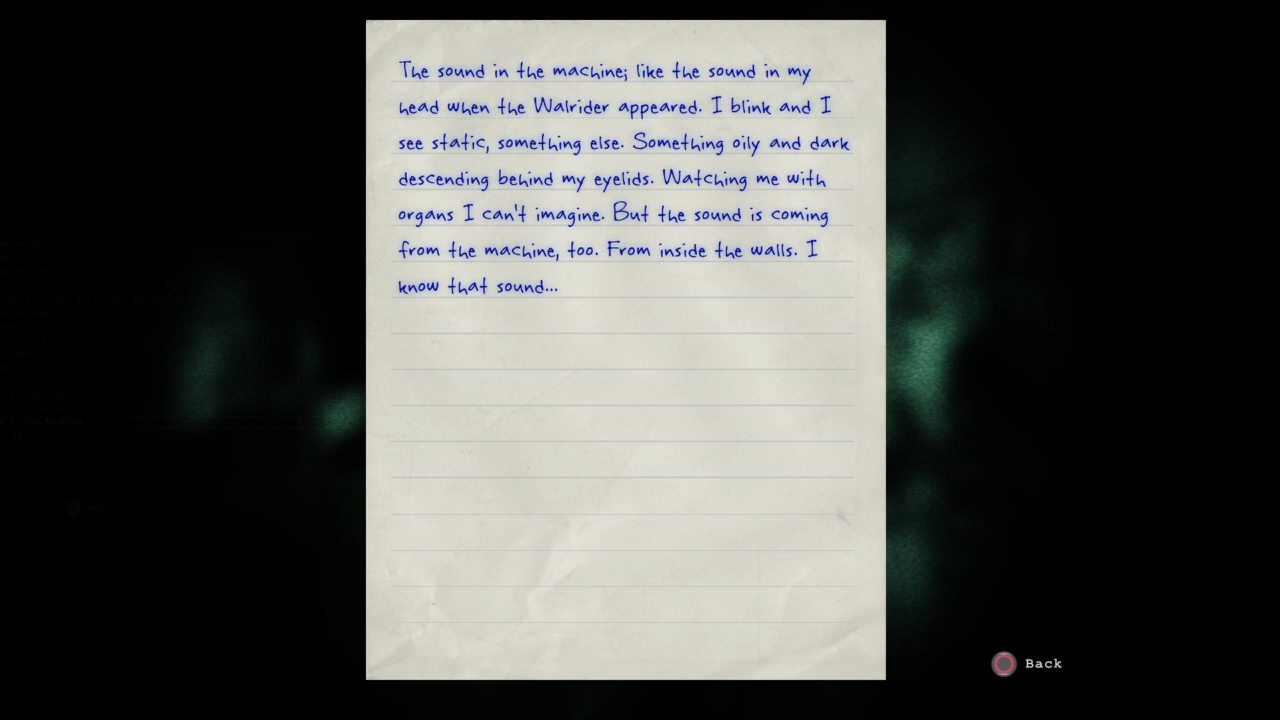 The sound in the machine; like the sound in my
head when the Walrider appeared. I blink and I
see static, something else. Something oily and dark
descending behind my eyelids. Watching me with
organs I can't imagine. But the sound is coming
from the machine, too. From inside the walls. I
know that sound...
Back